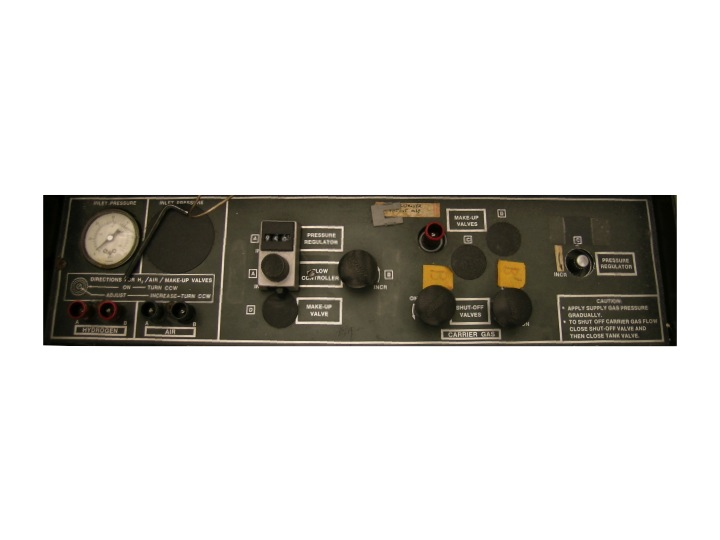 INLET PRESSURE
INLET PRESSURE
DIRECTIONS FOR H2/AIR/MAKE-UP VALVES
ON TURN CCW
ADJUST INCREASE-TURN CCW
A B A B
HYDROGEN AIR
A
PRESSURE
REGULATOR
A
FLOW
CONTROLLER
B
INCR
D
MAKE-UP
VALVE
MAKE-UP
VALVES
B
C
SHUT-OFF
VALVES
CARRIER GAS
C
INCR
PRESSURE
REGULATOR
CAUTION:
APPLY SUPPLY GAS PRESSURE
GRADUALLY.
TO SHUT OFF CARRIER GAS FLOW
CLOSE SHUT-OFF VALVE AND
THEN CLOSE TANK VALVE.